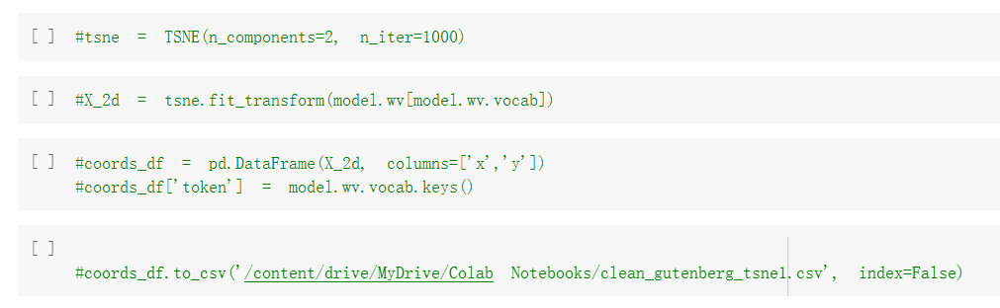 [ ] #tsne = TSNE(n_components=2, n_iter=1000)
[ ] #X_2d = tsne.fit_transform(model.wv[model.wv.vocab])
[ ] #coords_df = pd.DataFrame(X_2d, columns=['x','y'])
#coords_df['token'] = model.wv.vocab.keys()
[ ]
#coords_df.to_csv('/content/drive/MyDrive/Colab Notebooks/clean_gutenberg_tsne1.csv', index=False)